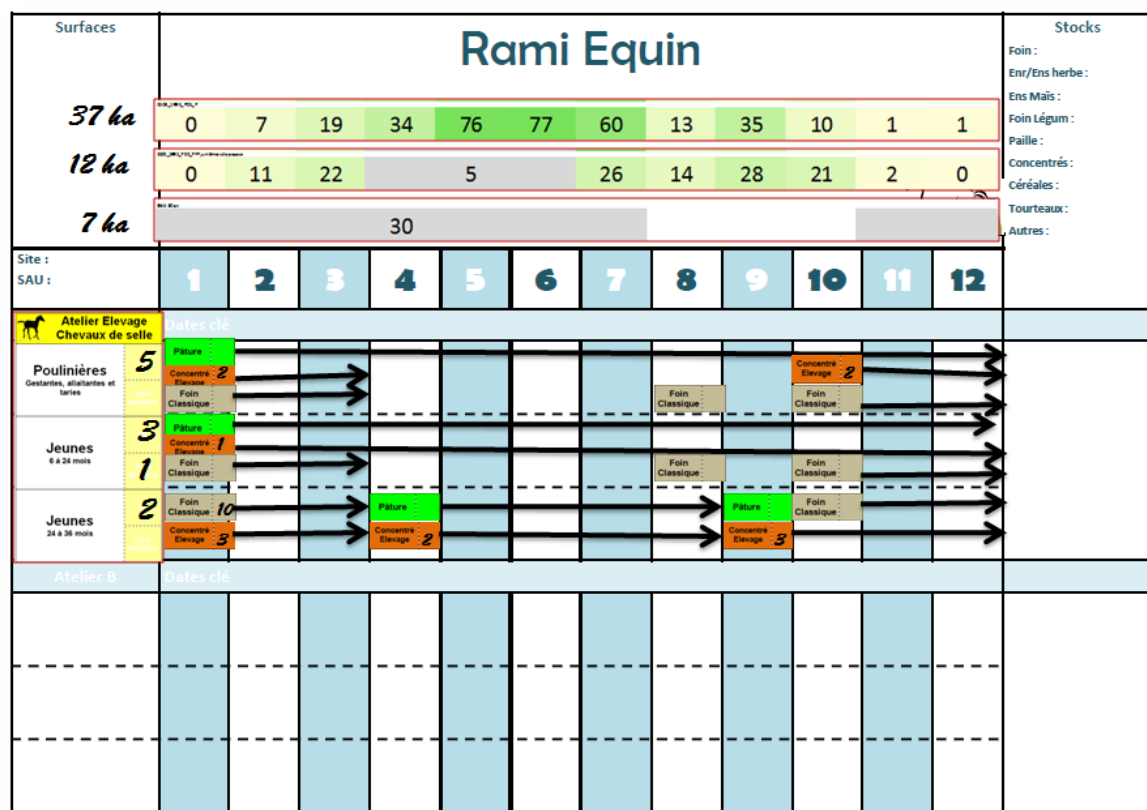 Surfaces
Rami Equin
Stocks
Foin :
Enr/Ens herbe :
Ens Maïs :
Foin Légum :
Paille :
Concentrés :
Céréales :
Tourteaux :
Autres :
37 ha
0 7 19 34 76 77 60 13 35 10 1 1
12 ha
0 11 22 5 26 14 28 21 2 0
7 ha
30
Site :
SAU :
1 2 3 4 5 6 7 8 9 10 11 12
Atelier Elevage
Chevaux de selle
Dates clé
Poulinières
Gestantes, allaitantes et
taries
5
Pâture
Concentré
Elevage 2
Foin
Classique
Foin
Classique
Concentré
Elevage 2
Foin
Classique
Jeunes
6 à 24 mois
3
1
Pâture
Concentré
Elevage 1
Foin
Classique
Foin
Classique
Foin
Classique
Jeunes
24 à 36 mois
2
Foin
Classique 10
Concentré
Elevage 3
Pâture
Concentré
Elevage 2
Pâture
Concentré
Elevage 3
Foin
Classique
Atelier B
Dates clé